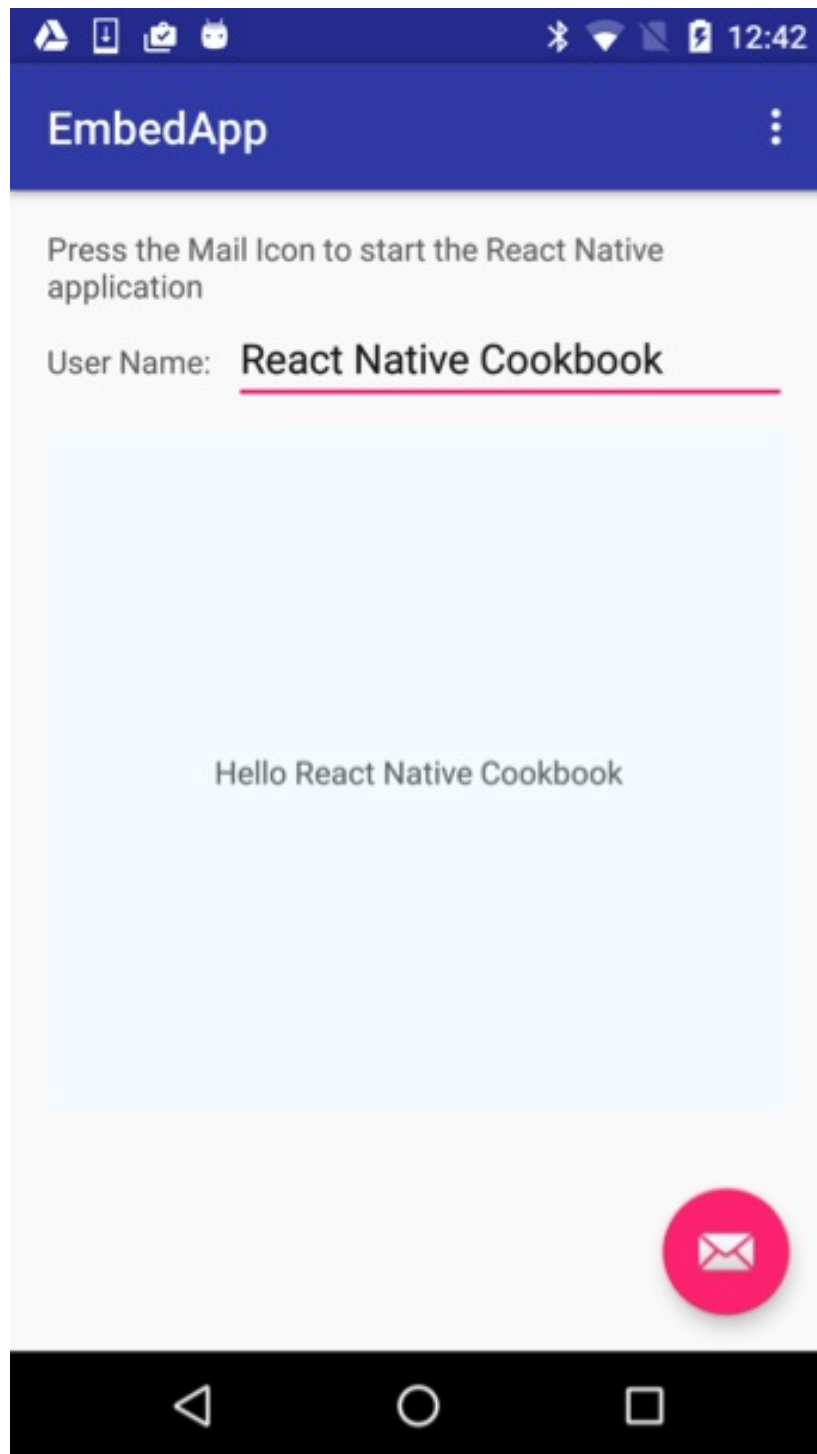 12:42
EmbedApp
Press the Mail Icon to start the React Native
application
User Name: React Native Cookbook
Hello React Native Cookbook